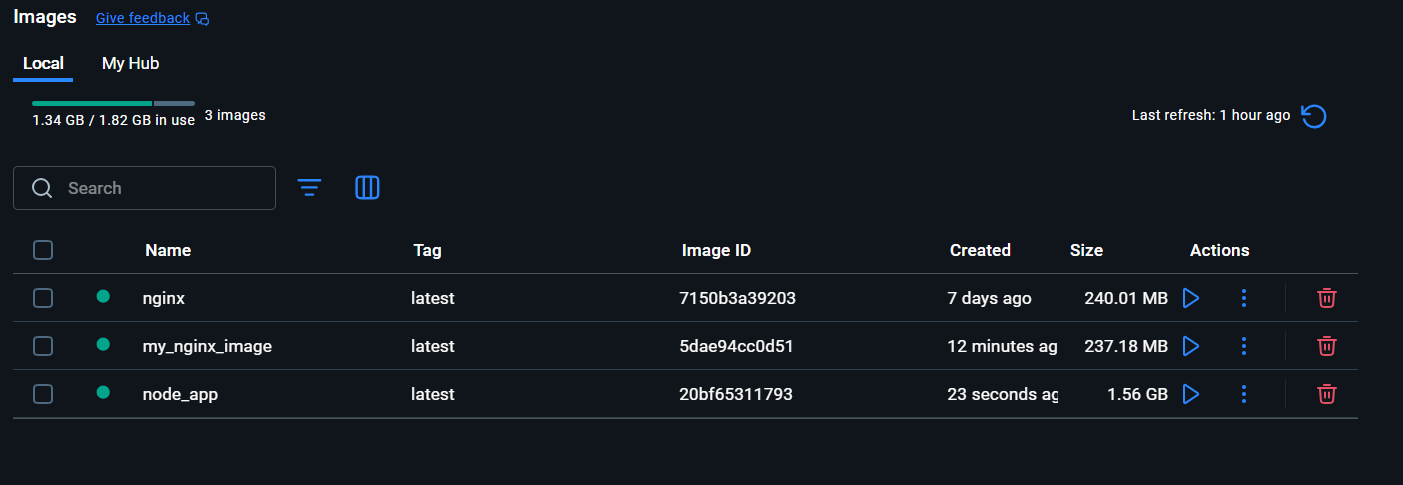 Images Give feedback
Local My Hub
1.34 GB / 1.82 GB in use 3 images Last refresh: 1 hour ago
Search
Name Tag Image ID Created Size Actions
nginx latest 7150b3a39203 7 days ago 240.01 MB
my_nginx_image latest 5dae94cc0d51 12 minutes ag 237.18 MB
node_app latest 20bf65311793 23 seconds ag 1.56 GB